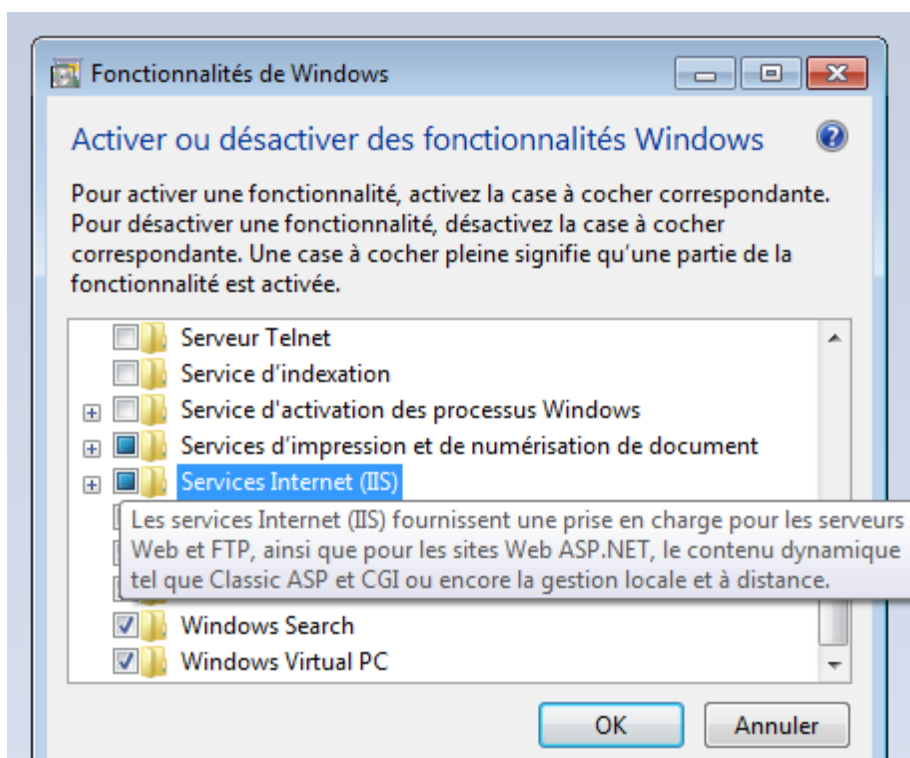 Fonctionnalités de Windows
Activer ou désactiver des fonctionnalités Windows
Pour activer une fonctionnalité, activez la case à cocher correspondante.
Pour désactiver une fonctionnalité, désactivez la case à cocher
correspondante. Une case à cocher pleine signifie qu'une partie de la
fonctionnalité est activée.
Serveur Telnet
Service d'indexation
Service d'activation des processus Windows
Services d'impression et de numérisation de document
Services Internet (IIS)
Les services Internet (IIS) fournissent une prise en charge pour les serveurs
Web et FTP, ainsi que pour les sites Web ASP.NET, le contenu dynamique
tel que Classic ASP et CGI ou encore la gestion locale et à distance.
Windows Search
Windows Virtual PC
OK
Annuler